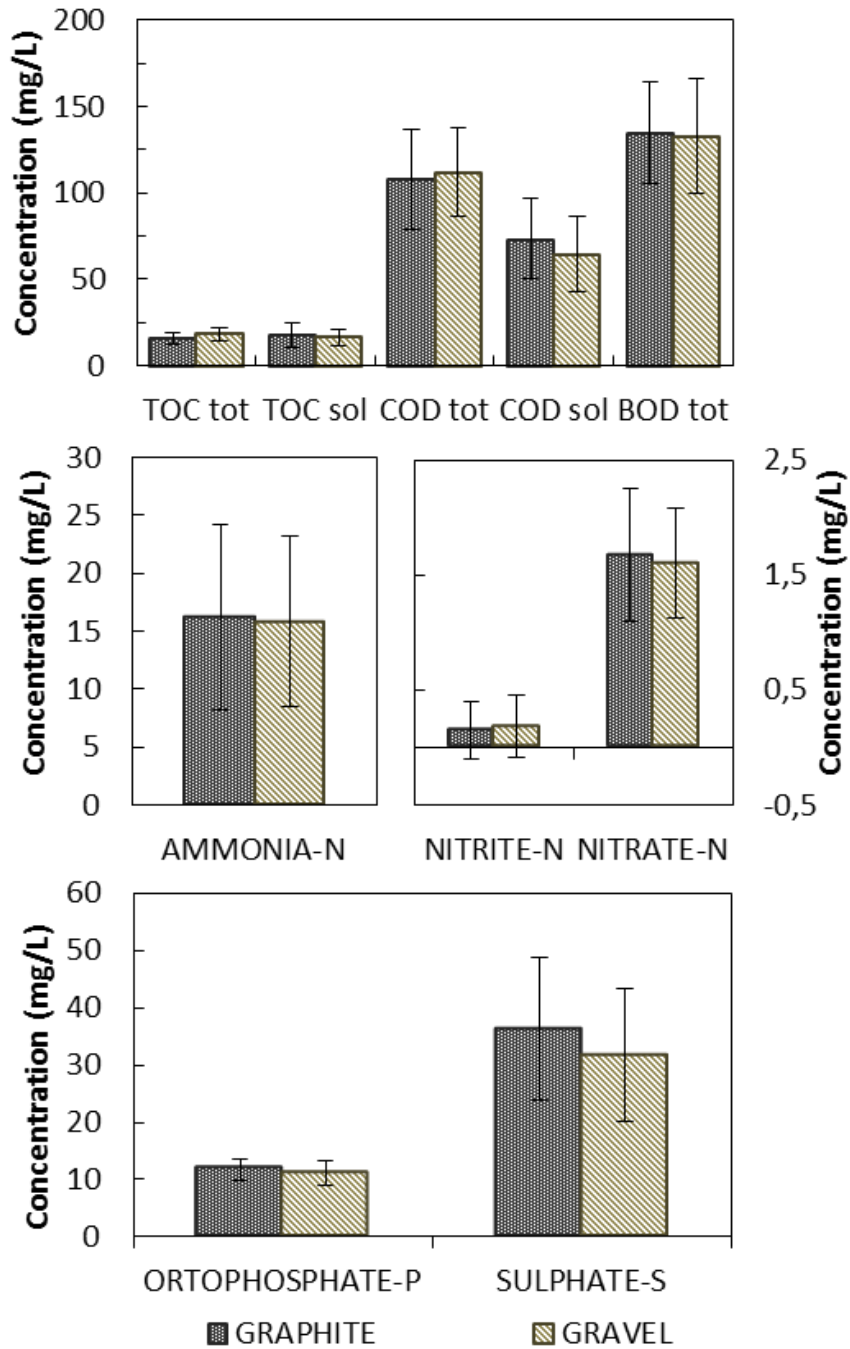 Concentration (mg/L)
200
150
100
50
0
TOC tot TOC sol COD tot COD sol BOD tot
Concentration (mg/L)
30
25
20
15
10
5
0
AMMONIA-N
2,5
1,5
0,5
-0,5
Concentration (mg/L)
NITRITE-N NITRATE-N
Concentration (mg/L)
60
50
40
30
20
10
0
ORTOPHOSPHATE-P SULPHATE-S
GRAPHITE GRAVEL